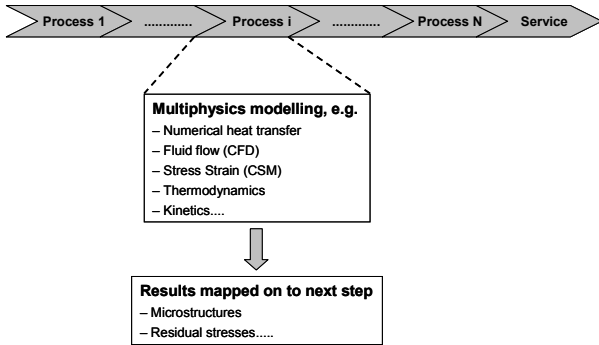 Process 1 ............. Process i ............. Process N Service
Multiphysics modelling, e.g.
– Numerical heat transfer
– Fluid flow (CFD)
– Stress Strain (CSM)
– Thermodynamics
– Kinetics....
Results mapped on to next step
– Microstructures
– Residual stresses.....